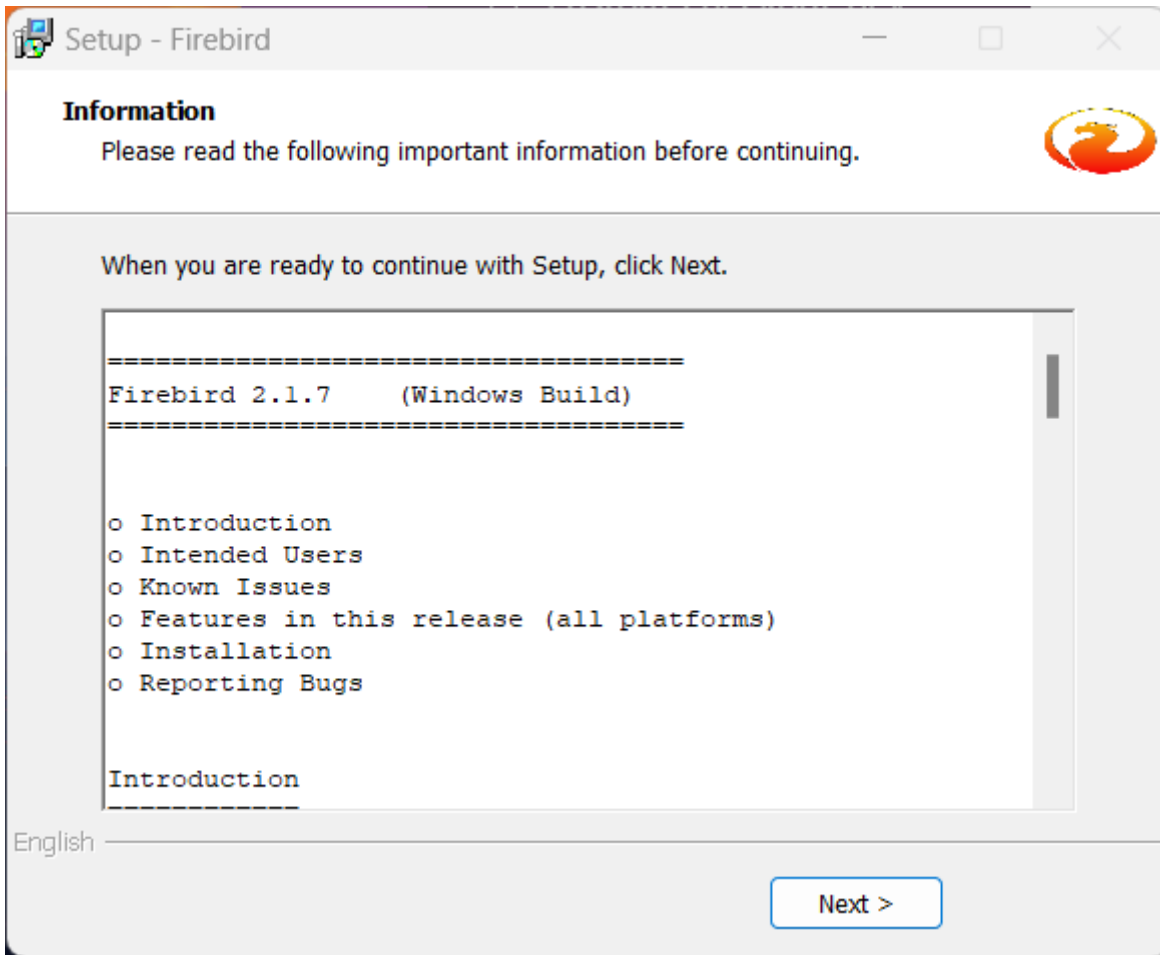 Setup - Firebird
Information
Please read the following important information before continuing.
When you are ready to continue with Setup, click Next.
====================================
Firebird 2.1.7    (Windows Build)
====================================
o Introduction
o Intended Users
o Known Issues
o Features in this release (all platforms)
o Installation
o Reporting Bugs
Introduction
============
English
Next >